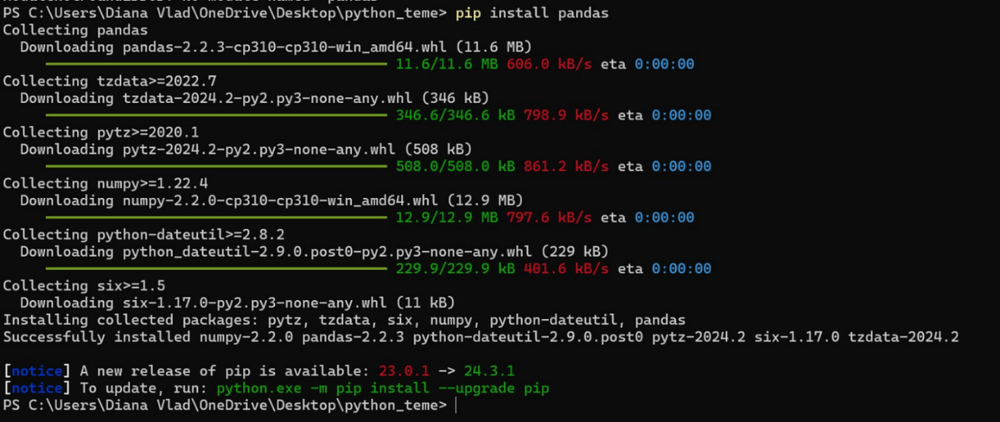 PS C:\Users\Diana Vlad\OneDrive\Desktop\python_teme> pip install pandas
Collecting pandas
Downloading pandas-2.2.3-cp310-cp310-win_amd64.whl (11.6 MB)
11.6/11.6 MB 606.0 kB/s eta 0:00:00
Collecting tzdata>=2022.7
Downloading tzdata-2024.2-py2.py3-none-any.whl (346 kB)
346.6/346.6 kB 798.9 kB/s eta 0:00:00
Collecting pytz>=2020.1
Downloading pytz-2024.2-py2.py3-none-any.whl (508 kB)
508.0/508.0 kB 861.2 kB/s eta 0:00:00
Collecting numpy>=1.22.4
Downloading numpy-2.2.0-cp310-cp310-win_amd64.whl (12.9 MB)
12.9/12.9 MB 797.6 kB/s eta 0:00:00
Collecting python-dateutil>=2.8.2
Downloading python_dateutil-2.9.0.post0-py2.py3-none-any.whl (229 kB)
229.9/229.9 kB 401.6 kB/s eta 0:00:00
Collecting six>=1.5
Downloading six-1.17.0-py2.py3-none-any.whl (11 kB)
Installing collected packages: pytz, tzdata, six, numpy, python-dateutil, pandas
Successfully installed numpy-2.2.0 pandas-2.2.3 python-dateutil-2.9.0.post0 pytz-2024.2 six-1.17.0 tzdata-2024.2
[notice] A new release of pip is available: 23.0.1 -> 24.3.1
[notice] To update, run: python.exe -m pip install --upgrade pip
PS C:\Users\Diana Vlad\OneDrive\Desktop\python_teme>